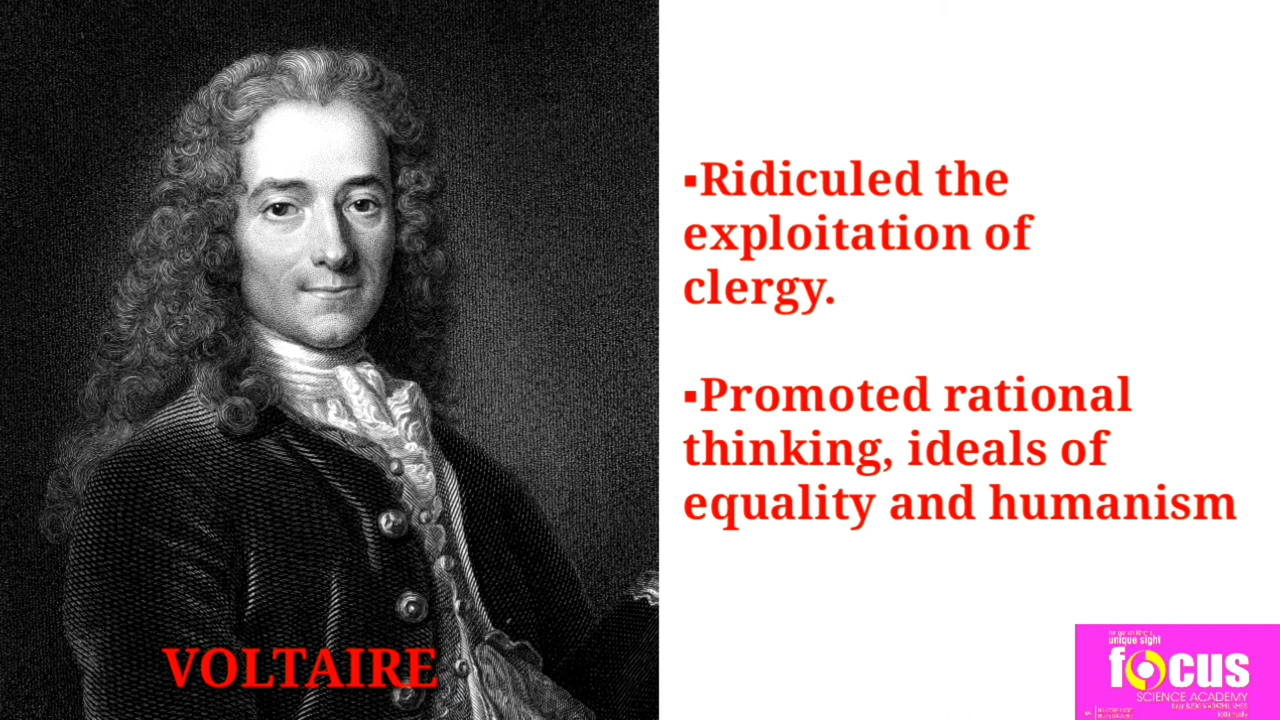 ▪Ridiculed the
exploitation of
clergy.
▪Promoted rational
thinking, ideals of
equality and humanism
VOLTAIRE
unique sight
focus
SCIENCE ACADEMY